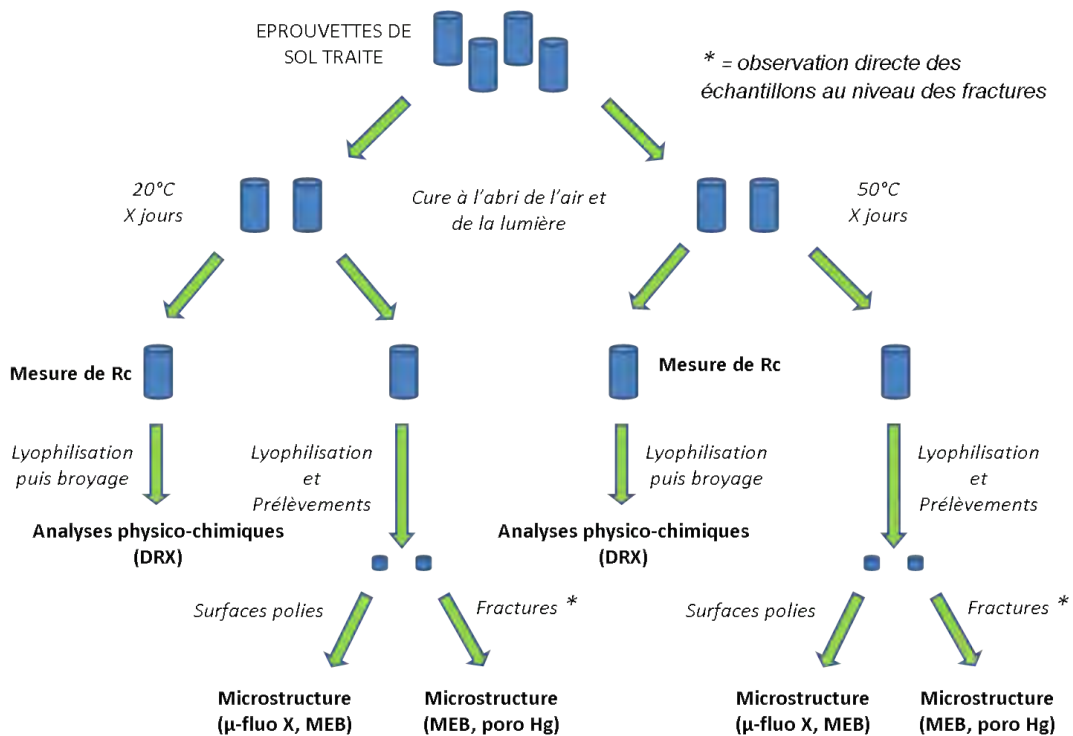 EPROUVETTES DE
SOL TRAITE
* = observation directe des
échantillons au niveau des fractures
20°C
X jours
Cure à l'abri de l'air et
de la lumière
50°C
X jours
Mesure de Rc
Mesure de Rc
Lyophilisation
puis broyage
Lyophilisation
et
Prélèvements
Lyophilisation
puis broyage
Lyophilisation
et
Prélèvements
Analyses physico-chimiques
(DRX)
Analyses physico-chimiques
(DRX)
Surfaces polies
Fractures *
Surfaces polies
Fractures *
Microstructure
(µ-fluo X, MEB)
Microstructure
(MEB, poro Hg)
Microstructure
(µ-fluo X, MEB)
Microstructure
(MEB, poro Hg)